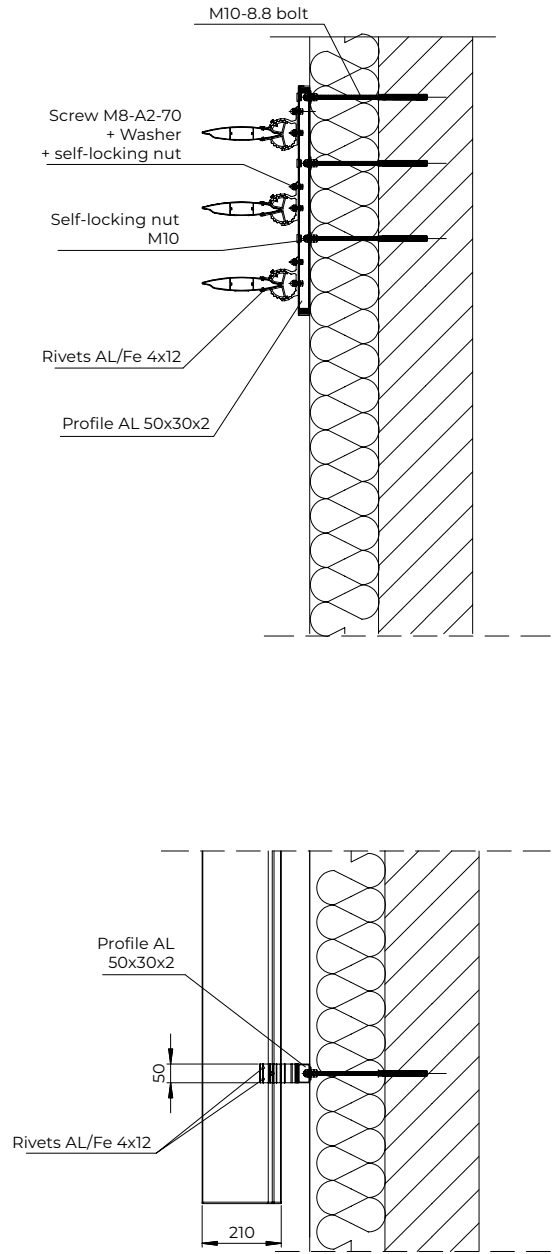 M10-8.8 bolt
Screw M8-A2-70
+ Washer
+ self-locking nut
Self-locking nut
M10
Rivets AL/Fe 4x12
Profile AL 50x30x2
Profile AL
50x30x2
50
Rivets AL/Fe 4x12
210